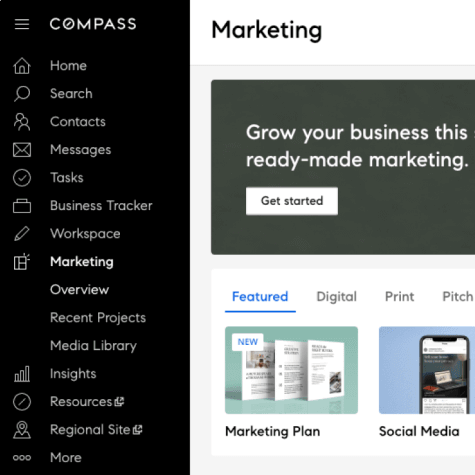 COMPASS
Home
Search
Contacts
Messages
Tasks
Business Tracker
Workspace
Marketing
Overview
Recent Projects
Media Library
Insights
Resources
Regional Site
More
Marketing
Grow your business this
ready-made marketing.
Get started
Featured Digital Print Pitch
NEW
Marketing Plan
Social Media